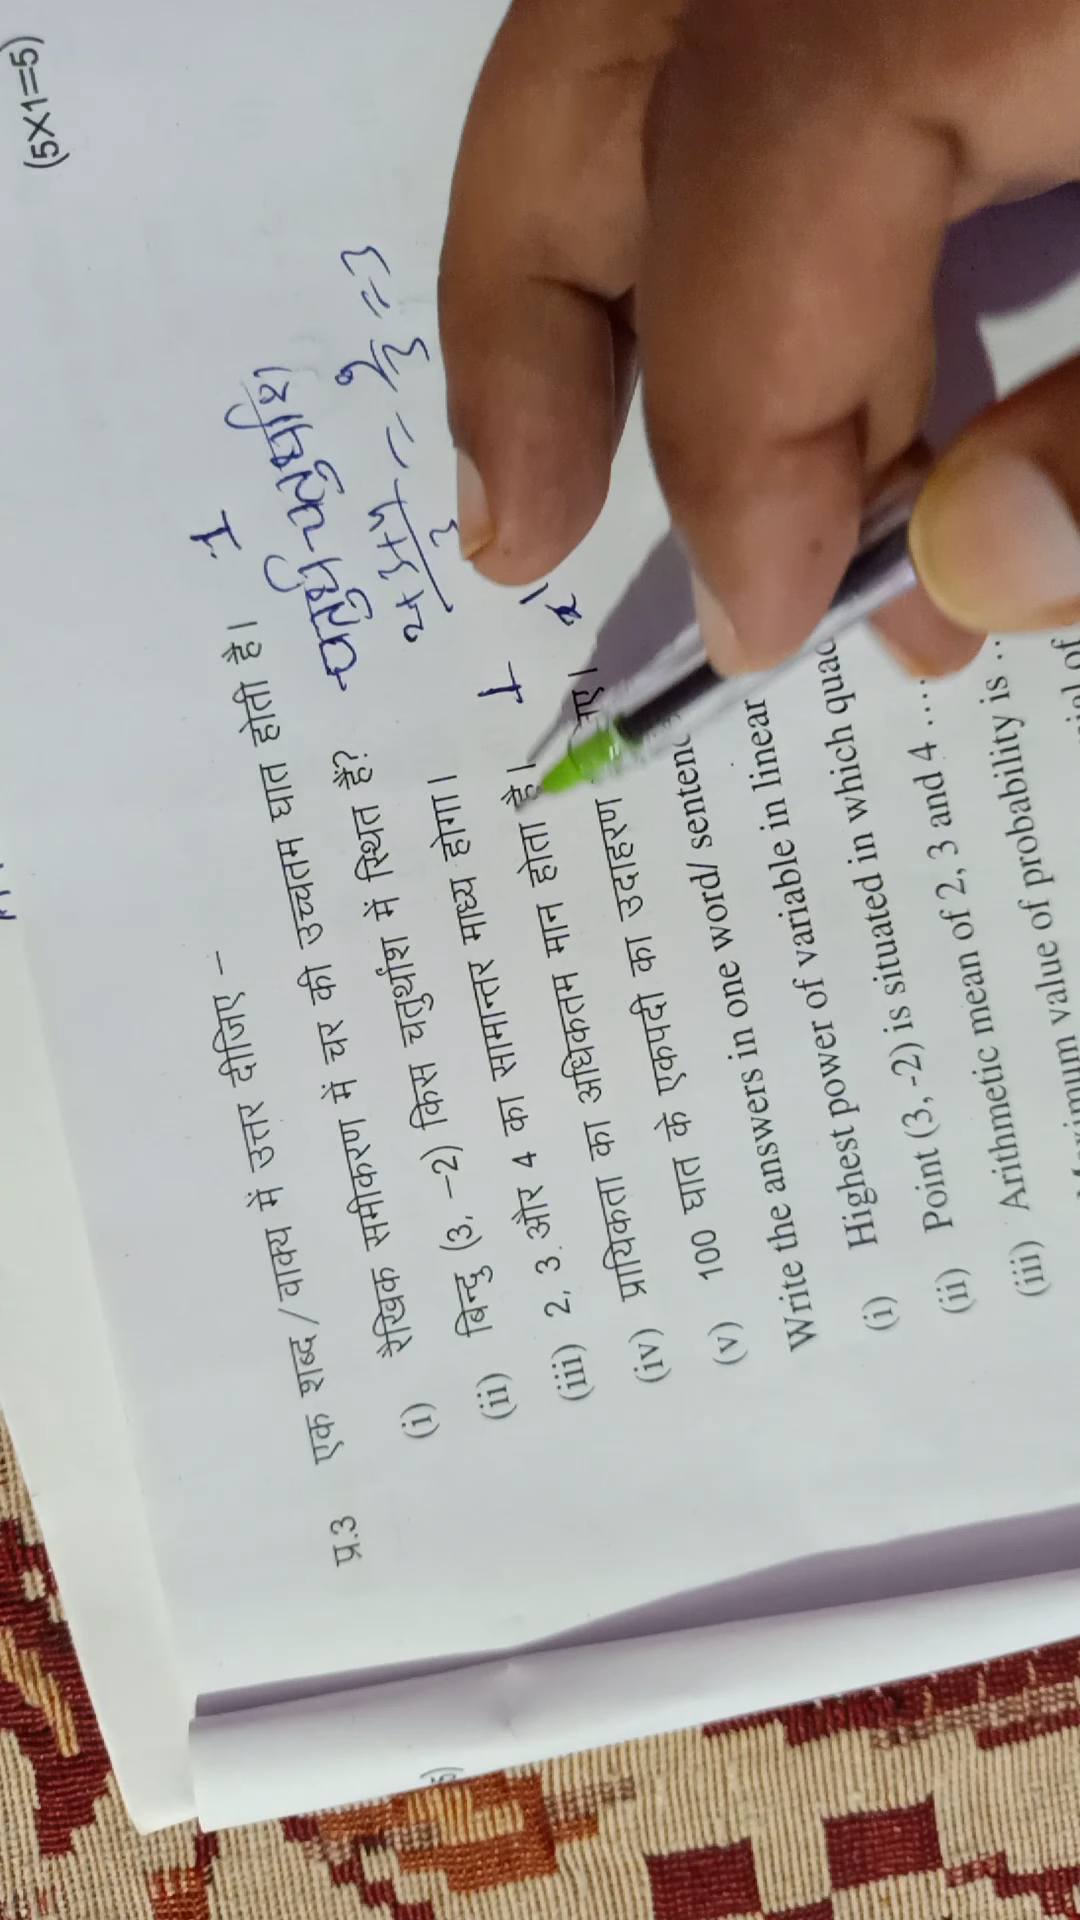 (5×1=5)
प्र.3 एक शब्द / वाक्य में उत्तर दीजिए –
(i) रैखिक समीकरण में चर की उच्चतम घात होती है। 1
(ii) बिन्दु (3, -2) किस चतुर्थांश में स्थित हैं? चतुर्थ चतुर्थांश
(iii) 2, 3 और 4 का सामान्तर माध्य होगा। 2+3+4/3 = 9/3 = 3
(iv) प्रायिकता का अधिकतम मान होता है। 1
(v) 100 घात के एकपदी का उदाहरण
Write the answers in one word/
(i) Highest power of variable in linear
(ii) Point (3, -2) is situated in which
(iii) Arithmetic mean of 2, 3 and 4 ....
value of probability is ..